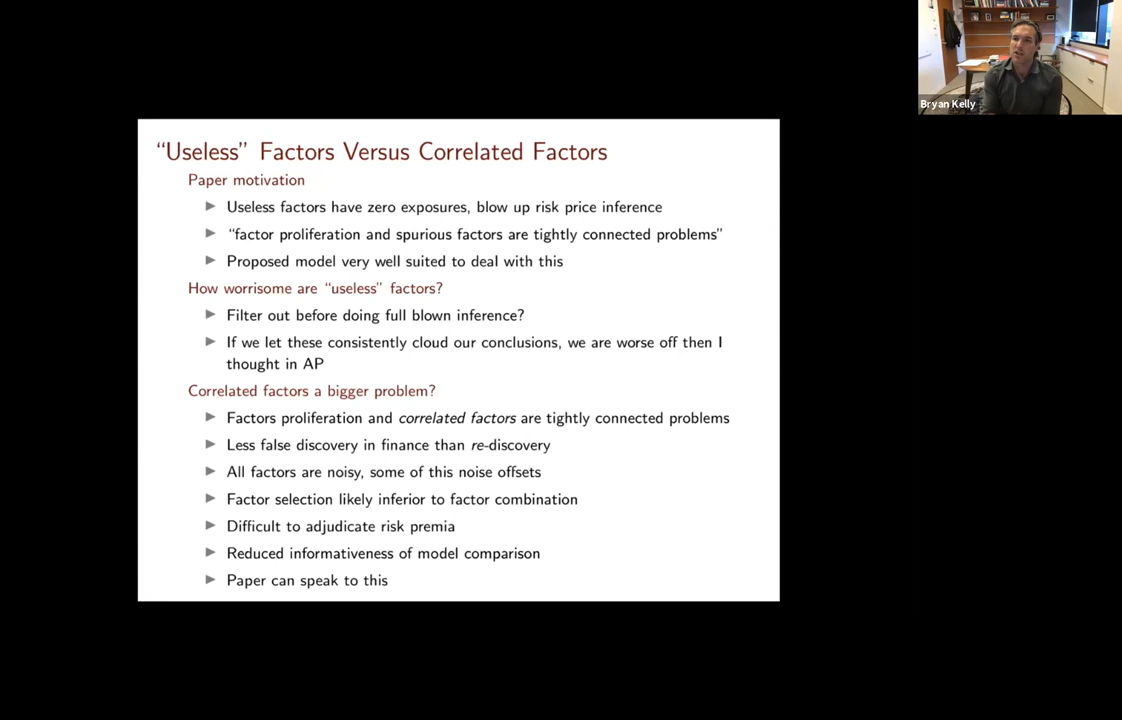 Bryan Kelly
“Useless” Factors Versus Correlated Factors
Paper motivation
Useless factors have zero exposures, blow up risk price inference
“factor proliferation and spurious factors are tightly connected problems”
Proposed model very well suited to deal with this
How worrisome are “useless” factors?
Filter out before doing full blown inference?
If we let these consistently cloud our conclusions, we are worse off then I
thought in AP
Correlated factors a bigger problem?
Factors proliferation and correlated factors are tightly connected problems
Less false discovery in finance than re-discovery
All factors are noisy, some of this noise offsets
Factor selection likely inferior to factor combination
Difficult to adjudicate risk premia
Reduced informativeness of model comparison
Paper can speak to this